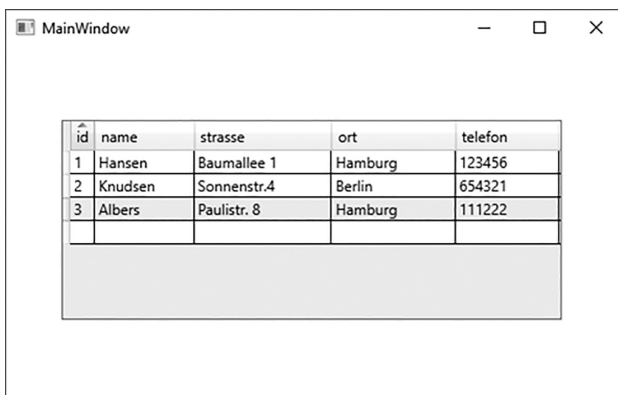 MainWindow
id name strasse ort telefon
1 Hansen Baumallee 1 Hamburg 123456
2 Knudsen Sonnenstr.4 Berlin 654321
3 Albers Paulistr. 8 Hamburg 111222